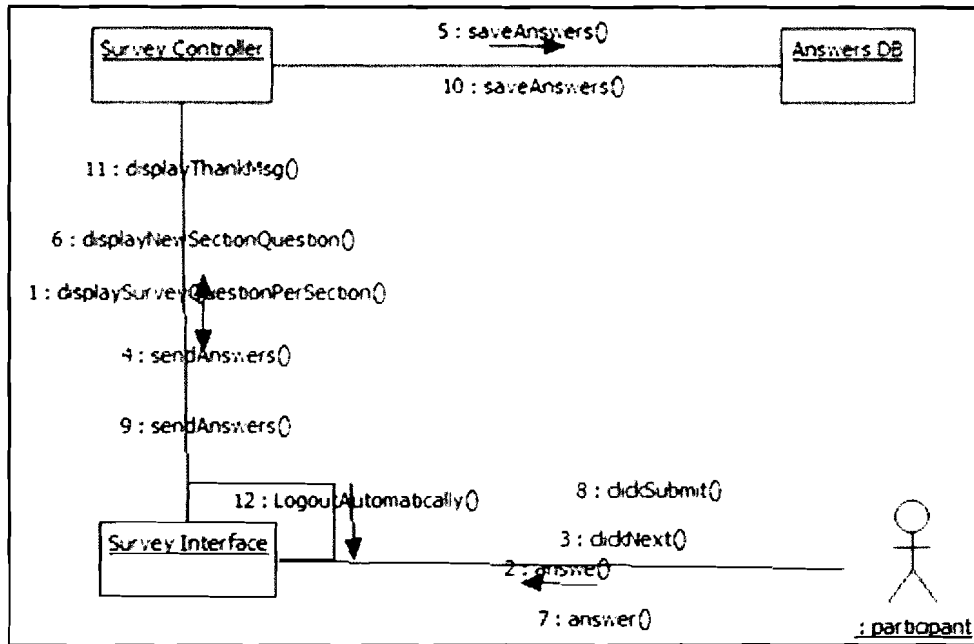 5 : saveAnswers()
Survey Controller
Answers DB
10 : saveAnswers()
11 : displayThankMsg()
6 : displayNewSectionQuestion()
1 : displaySurveyQuestionPerSection()
4 : sendAnswers()
9 : sendAnswers()
12 : LogoutAutomatically()
8 : clickSubmit()
Survey Interface
3 : clickNext()
2 : answe()
7 : answer()
: participant